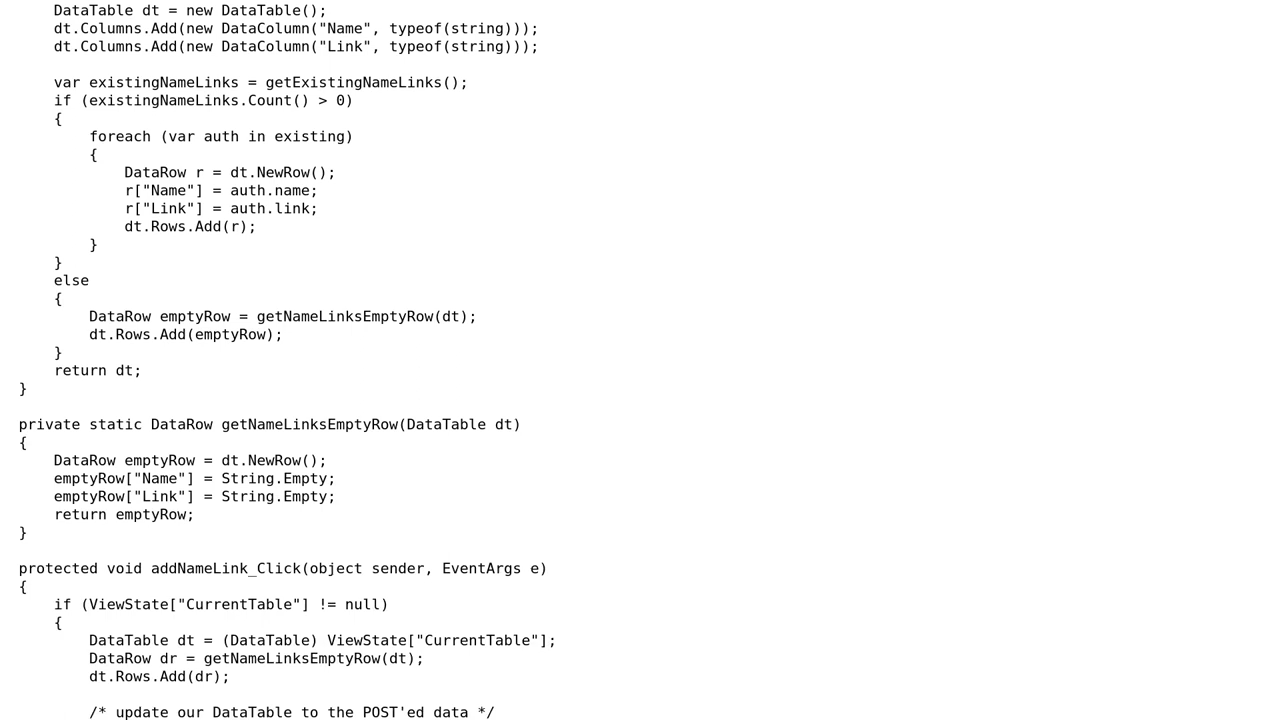 DataTable dt = new DataTable();
dt.Columns.Add(new DataColumn("Name", typeof(string)));
dt.Columns.Add(new DataColumn("Link", typeof(string)));
var existingNameLinks = getExistingNameLinks();
if (existingNameLinks.Count() > 0)
{
foreach (var auth in existing)
{
DataRow r = dt.NewRow();
r["Name"] = auth.name;
r["Link"] = auth.link;
dt.Rows.Add(r);
}
}
else
{
DataRow emptyRow = getNameLinksEmptyRow(dt);
dt.Rows.Add(emptyRow);
}
return dt;
}
private static DataRow getNameLinksEmptyRow(DataTable dt)
{
DataRow emptyRow = dt.NewRow();
emptyRow["Name"] = String.Empty;
emptyRow["Link"] = String.Empty;
return emptyRow;
}
protected void addNameLink_Click(object sender, EventArgs e)
{
if (ViewState["CurrentTable"] != null)
{
DataTable dt = (DataTable) ViewState["CurrentTable"];
DataRow dr = getNameLinksEmptyRow(dt);
dt.Rows.Add(dr);
/* update our DataTable to the POST'ed data */